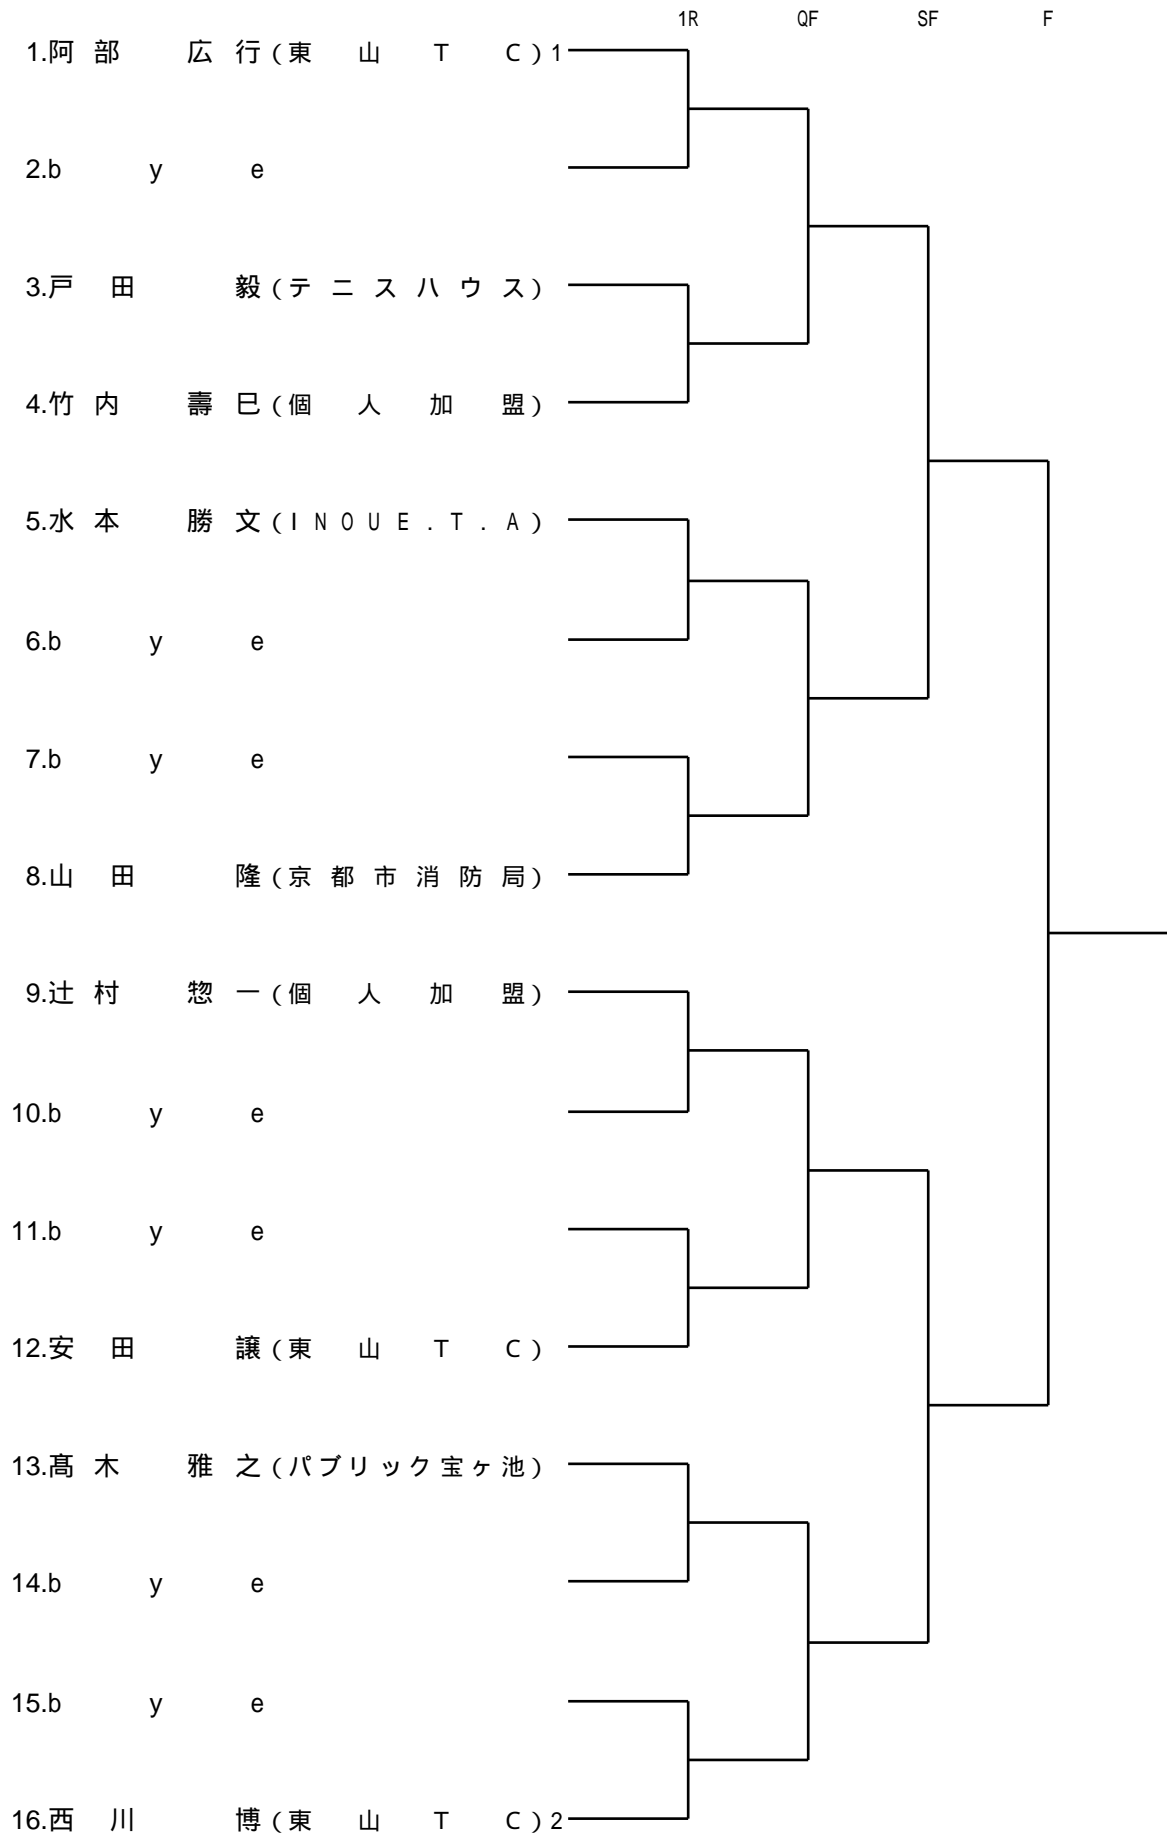 1R QF SF F
1.阿部 広行(東山TC)1
2.bye
3.戸田 毅(テニスハウス)
4.竹内 壽巳(個人加盟)
5.水本 勝文(INOUE.T.A)
6.bye
7.bye
8.山田 隆(京都市消防局)
9.辻村 惣一(個人加盟)
10.bye
11.bye
12.安田 譲(東山TC)
13.髙木 雅之(パブリック宝ヶ池)
14.bye
15.bye
16.西川 博(東山TC)2